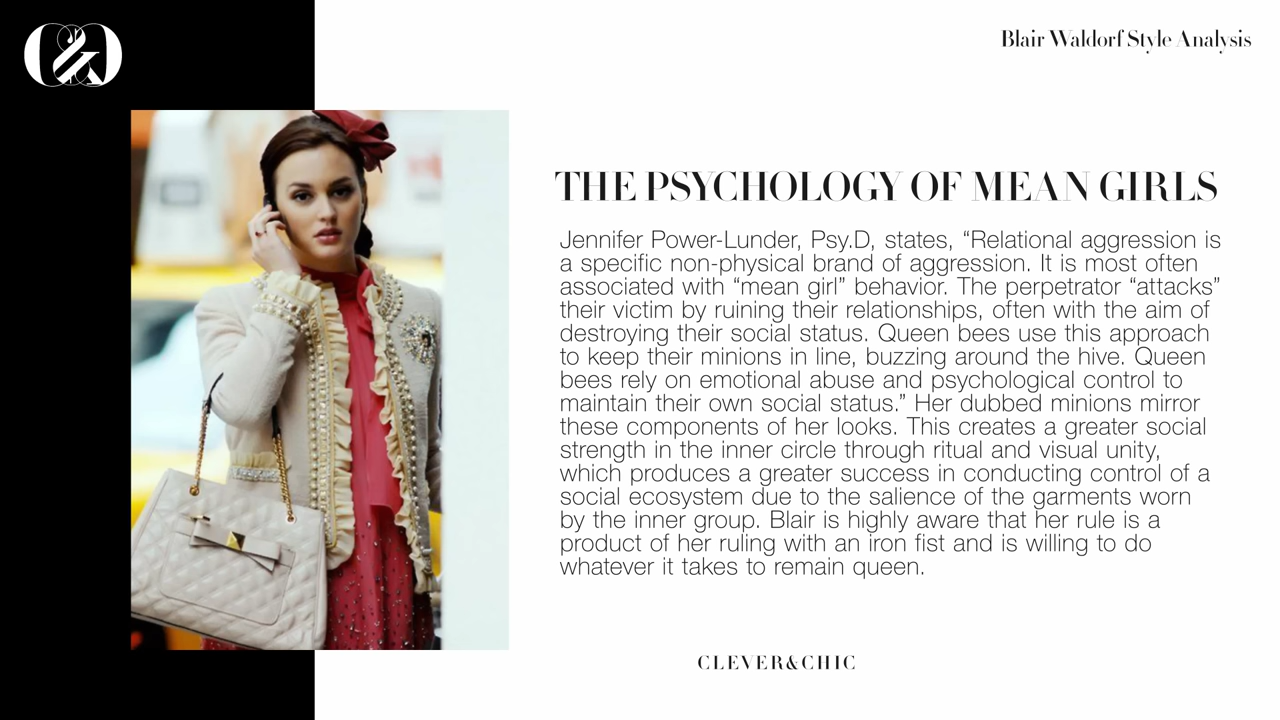 Blair Waldorf Style Analysis
THE PSYCHOLOGY OF MEAN GIRLS
Jennifer Power-Lunder, Psy.D, states, “Relational aggression is
a specific non-physical brand of aggression. It is most often
associated with “mean girl” behavior. The perpetrator “attacks”
their victim by ruining their relationships, often with the aim of
destroying their social status. Queen bees use this approach
to keep their minions in line, buzzing around the hive. Queen
bees rely on emotional abuse and psychological control to
maintain their own social status.” Her dubbed minions mirror
these components of her looks. This creates a greater social
strength in the inner circle through ritual and visual unity,
which produces a greater success in conducting control of a
social ecosystem due to the salience of the garments worn
by the inner group. Blair is highly aware that her rule is a
product of her ruling with an iron fist and is willing to do
whatever it takes to remain queen.
CLEVER&CHIC